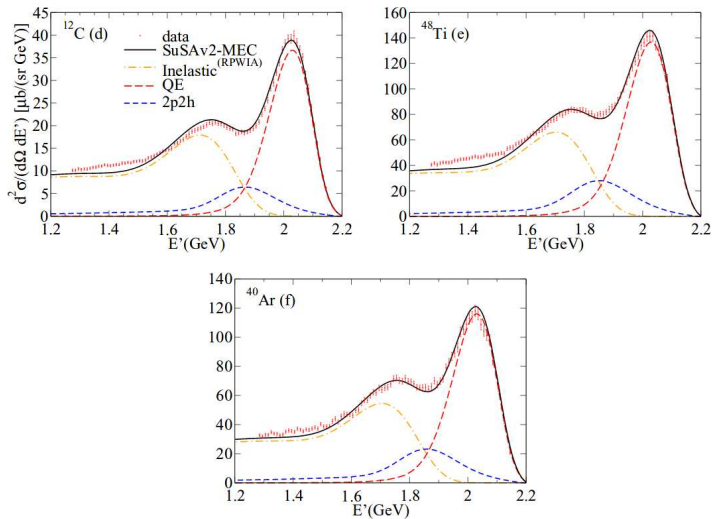 ¹²C (d)
data
SuSAv2-MEC
Inelastic(RPWIA)
QE
2p2h
d²σ/(dΩ dE') [μb/(sr GeV)]
45
40
35
30
25
20
15
10
5
0
1.2 1.4 1.6 1.8 2 2.2
E'(GeV)
⁴⁸Ti (e)
160
140
120
100
80
60
40
20
0
1.2 1.4 1.6 1.8 2 2.2
E'(GeV)
⁴⁰Ar (f)
140
120
100
80
60
40
20
0
1.2 1.4 1.6 1.8 2 2.2
E'(GeV)